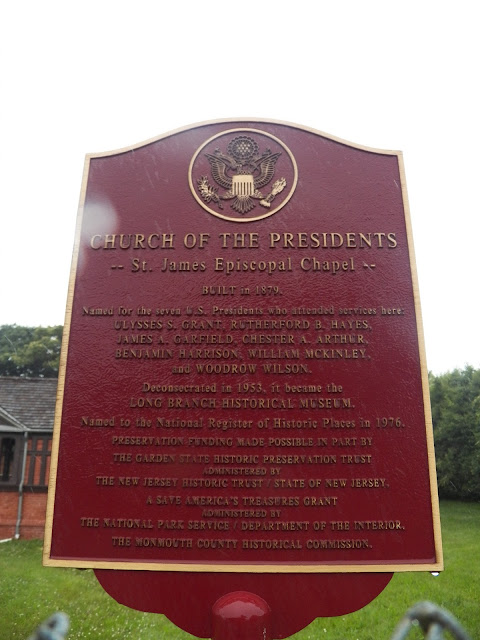 CHURCH OF THE PRESIDENTS
-- St. James Episcopal Chapel --
BUILT in 1879.
Named for the seven U.S. Presidents who attended services here:
ULYSSES S. GRANT, RUTHERFORD B. HAYES,
JAMES A. GARFIELD, CHESTER A. ARTHUR,
BENJAMIN HARRISON, WILLIAM MCKINLEY,
and WOODROW WILSON.
Deconsecrated in 1953, it became the
LONG BRANCH HISTORICAL MUSEUM.
Named to the National Register of Historic Places in 1976.
PRESERVATION FUNDING MADE POSSIBLE IN PART BY
THE GARDEN STATE HISTORIC PRESERVATION TRUST
ADMINISTERED BY
THE NEW JERSEY HISTORIC TRUST / STATE OF NEW JERSEY.
A SAVE AMERICA'S TREASURES GRANT
ADMINISTERED BY
THE NATIONAL PARK SERVICE / DEPARTMENT OF THE INTERIOR,
THE MONMOUTH COUNTY HISTORICAL COMMISSION.